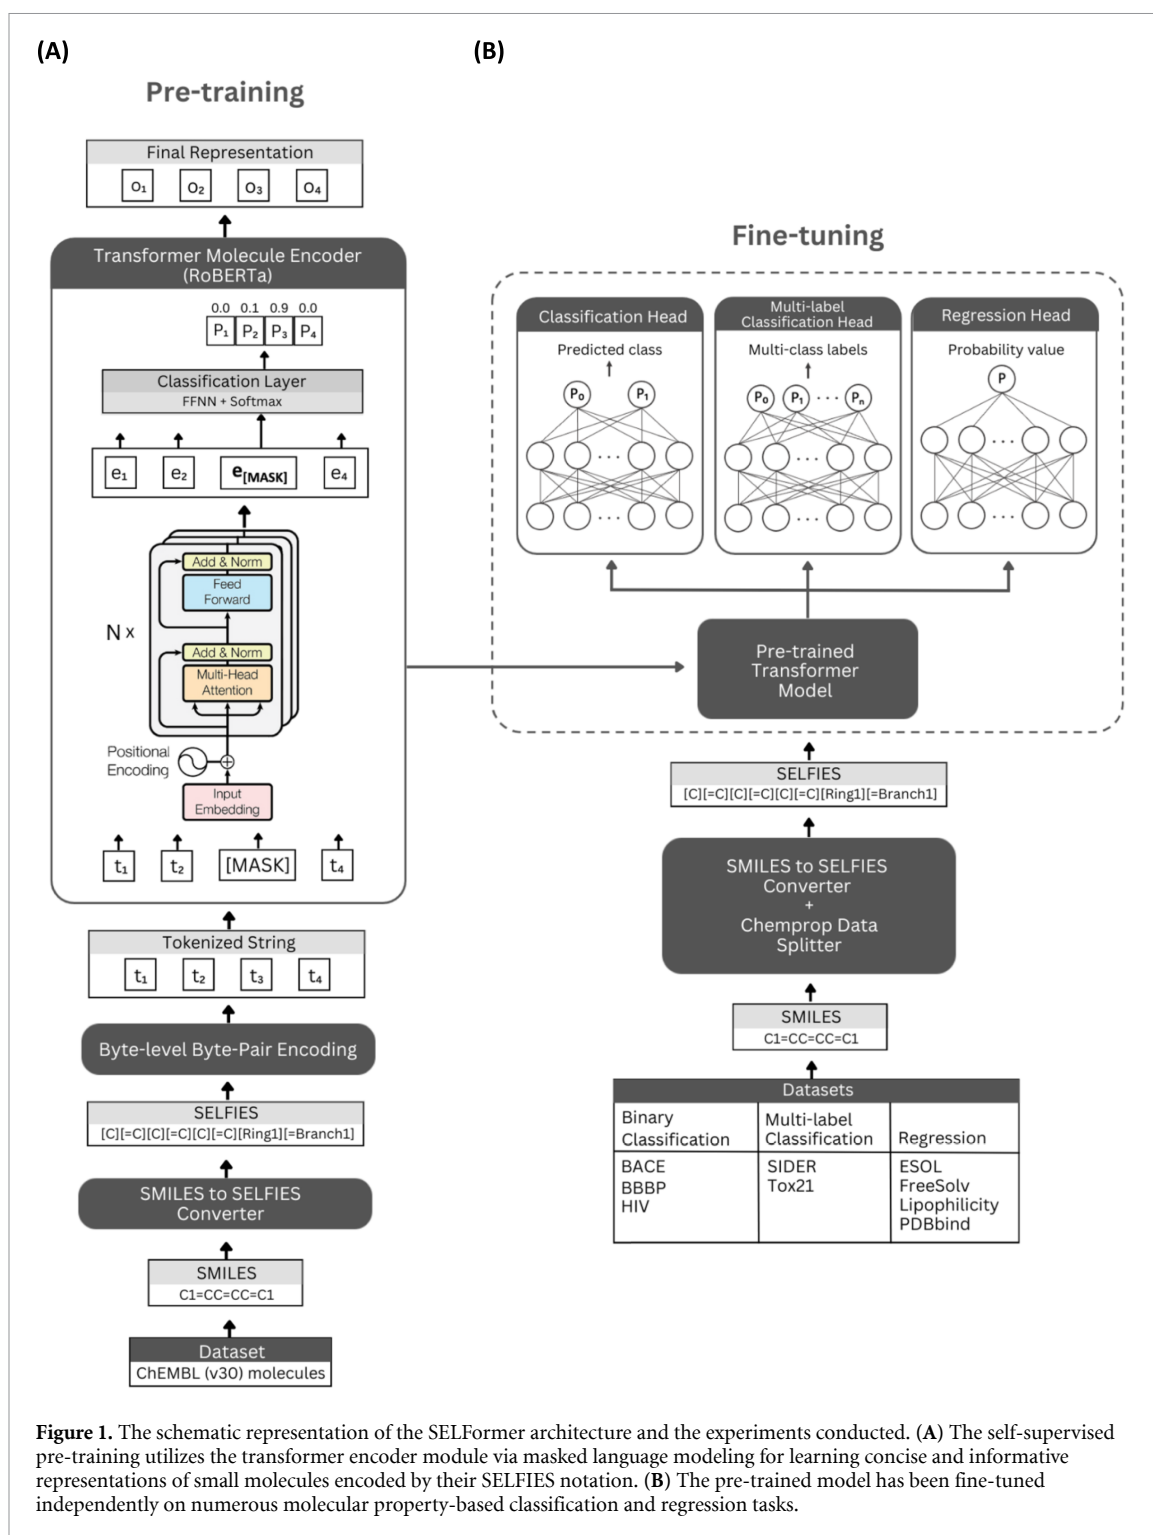 (A)
Pre-training
Final Representation
O₁ O₂ O₃ O₄
Transformer Molecule Encoder
(RoBERTa)
0.0 0.1 0.9 0.0
P₁ P₂ P₃ P₄
Classification Layer
FFNN + Softmax
e₁ e₂ e[MASK] e₄
Add & Norm
Feed
Forward
N x
Add & Norm
Multi-Head
Attention
Positional
Encoding
Input
Embedding
t₁ t₂ [MASK] t₄
Tokenized String
t₁ t₂ t₃ t₄
Byte-level Byte-Pair Encoding
SELFIES
[C][=C][C][=C][C][=C][Ring1][=Branch1]
SMILES to SELFIES
Converter
SMILES
C1=CC=CC=C1
Dataset
ChEMBL (v30) molecules
(B)
Fine-tuning
Classification Head
Predicted class
P₀ P₁
Multi-label
Classification Head
Multi-class labels
P₀ P₁ ··· Pₙ
Regression Head
Probability value
P
Pre-trained
Transformer
Model
SELFIES
[C][=C][C][=C][C][=C][Ring1][=Branch1]
SMILES to SELFIES
Converter
+
Chemprop Data
Splitter
SMILES
C1=CC=CC=C1
Datasets
Binary
Classification
BACE
BBBP
HIV
Multi-label
Classification
SIDER
Tox21
Regression
ESOL
FreeSolv
Lipophilicity
PDBbind
Figure 1. The schematic representation of the SELFormer architecture and the experiments conducted. (A) The self-supervised
pre-training utilizes the transformer encoder module via masked language modeling for learning concise and informative
representations of small molecules encoded by their SELFIES notation. (B) The pre-trained model has been fine-tuned
independently on numerous molecular property-based classification and regression tasks.